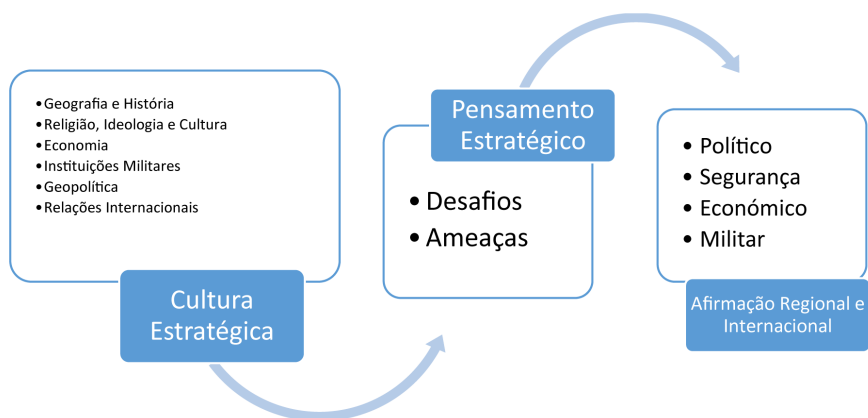 •Geografia e História
•Religião, Ideologia e Cultura
•Economia
•Instituições Militares
•Geopolítica
•Relações Internacionais
Cultura
Estratégica
Pensamento
Estratégico
• Desafios
• Ameaças
• Político
• Segurança
• Económico
• Militar
Afirmação Regional e
Internacional